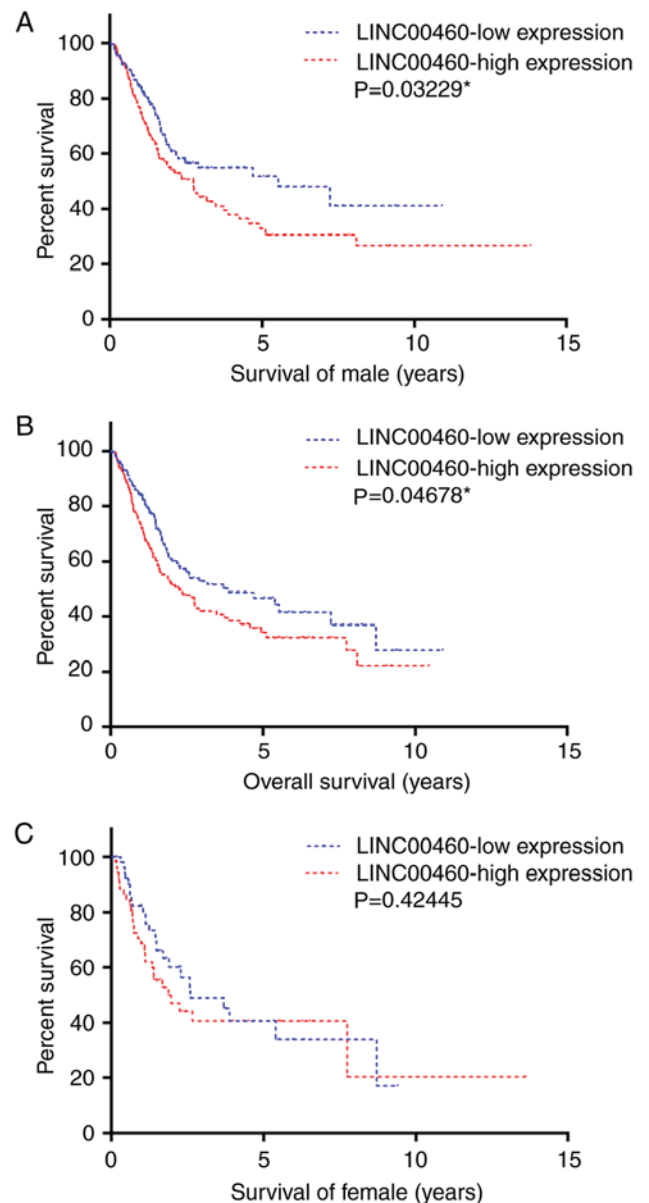 A
LINC00460-low expression
LINC00460-high expression
P=0.03229*
Percent survival
100
80
60
40
20
0
0 5 10 15
Survival of male (years)
B
LINC00460-low expression
LINC00460-high expression
P=0.04678*
Percent survival
100
80
60
40
20
0
0 5 10 15
Overall survival (years)
C
LINC00460-low expression
LINC00460-high expression
P=0.42445
Percent survival
100
80
60
40
20
0
0 5 10 15
Survival of female (years)